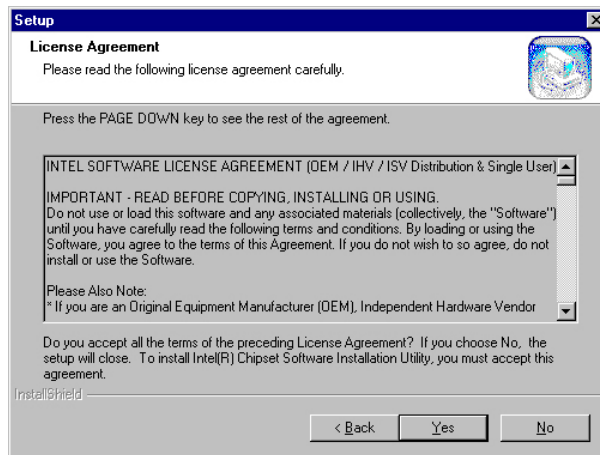 Setup
License Agreement
Please read the following license agreement carefully.
Press the PAGE DOWN key to see the rest of the agreement.
INTEL SOFTWARE LICENSE AGREEMENT (OEM / IHV / ISV Distribution & Single User)
IMPORTANT - READ BEFORE COPYING, INSTALLING OR USING.
Do not use or load this software and any associated materials (collectively, the "Software")
until you have carefully read the following terms and conditions. By loading or using the
Software, you agree to the terms of this Agreement. If you do not wish to so agree, do not
install or use the Software.
Please Also Note:
* If you are an Original Equipment Manufacturer (OEM), Independent Hardware Vendor
Do you accept all the terms of the preceding License Agreement? If you choose No, the
setup will close. To install Intel(R) Chipset Software Installation Utility, you must accept this
agreement.
InstallShield
< Back Yes No